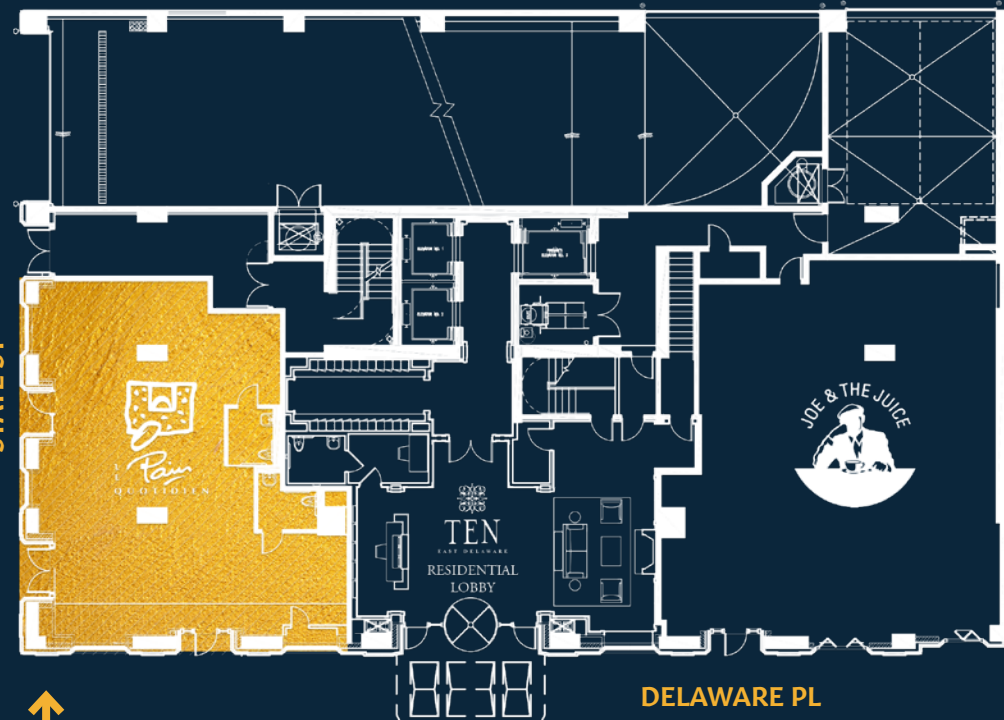 JOE & THE JUICE
Pain
QUOTIDIEN
TEN
EAST DELAWARE
RESIDENTIAL
LOBBY
DELAWARE PL